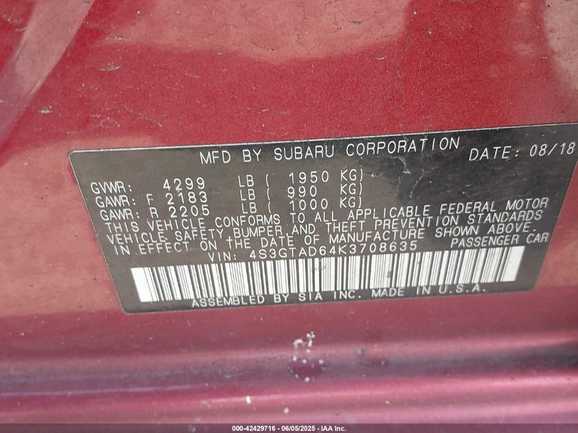 MFD BY SUBARU CORPORATION DATE: 08/18
GVWR: 4299 LB ( 1950 KG)
GAWR: F 2183 LB ( 990 KG)
GAWR: R 2205 LB ( 1000 KG)
THIS VEHICLE CONFORMS TO ALL APPLICABLE FEDERAL MOTOR
VEHICLE SAFETY, BUMPER, AND THEFT PREVENTION STANDARDS
IN EFFECT ON THE DATE OF MANUFACTURE SHOWN ABOVE.
VIN: 4S3GTAD64K3708635 PASSENGER CAR
ASSEMBLED BY SIA INC. MADE IN U.S.A.
000-42429716 | 06/05/2025 | IAA Inc.